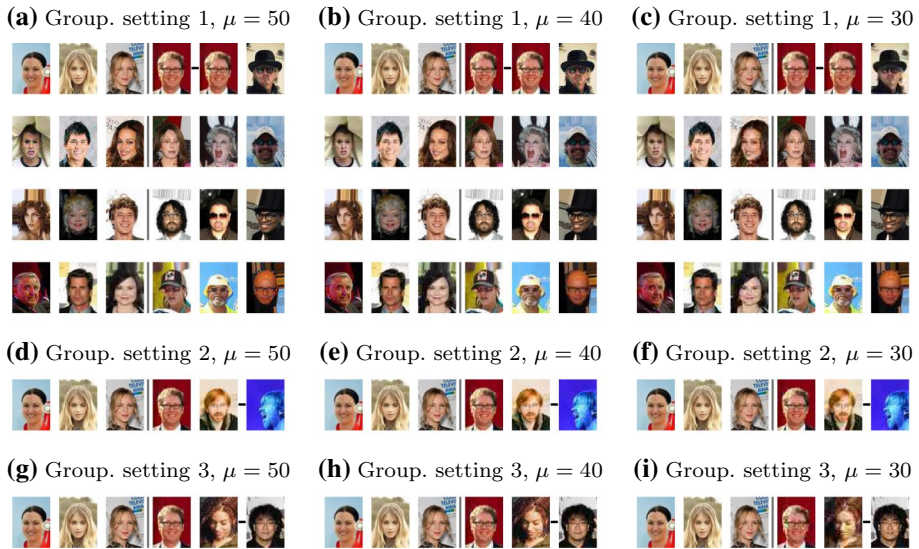 (a) Group. setting 1, μ = 50
(b) Group. setting 1, μ = 40
(c) Group. setting 1, μ = 30
(d) Group. setting 2, μ = 50
(e) Group. setting 2, μ = 40
(f) Group. setting 2, μ = 30
(g) Group. setting 3, μ = 50
(h) Group. setting 3, μ = 40
(i) Group. setting 3, μ = 30